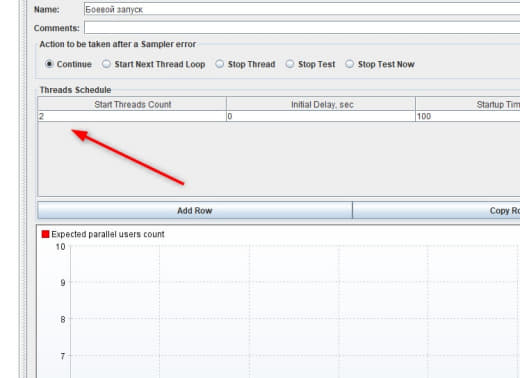 Name: Боевой запуск
Comments:
Action to be taken after a Sampler error
Continue Start Next Thread Loop Stop Thread Stop Test Stop Test Now
Threads Schedule
Start Threads Count Initial Delay, sec Startup Tim
2 0 100
Add Row Copy Ro
Expected parallel users count
10
9
8
7